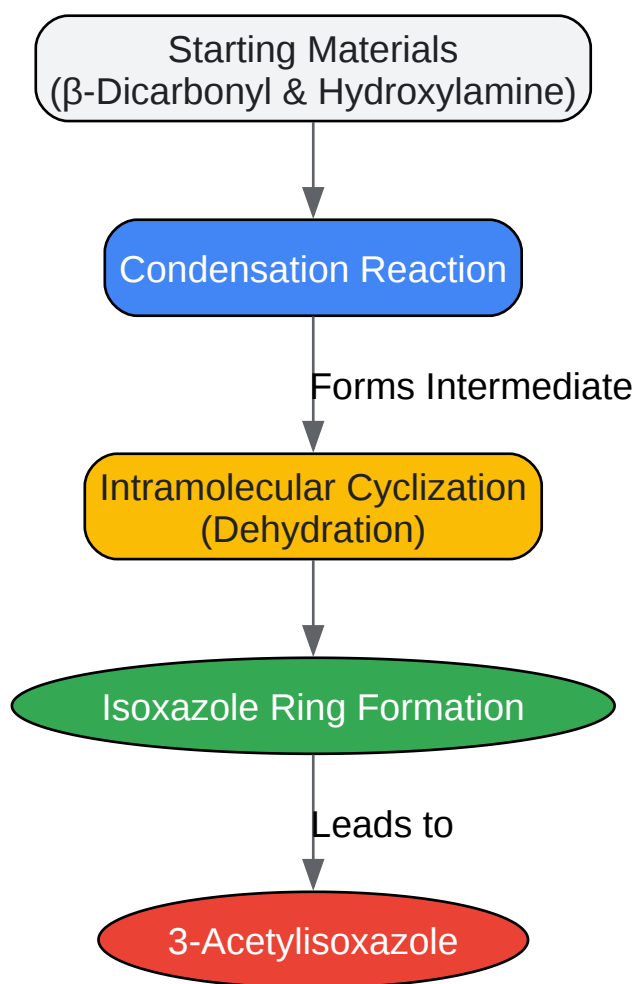 Starting Materials
(β-Dicarbonyl & Hydroxylamine)
Condensation Reaction
Forms Intermediate
Intramolecular Cyclization
(Dehydration)
Isoxazole Ring Formation
Leads to
3-Acetylisoxazole